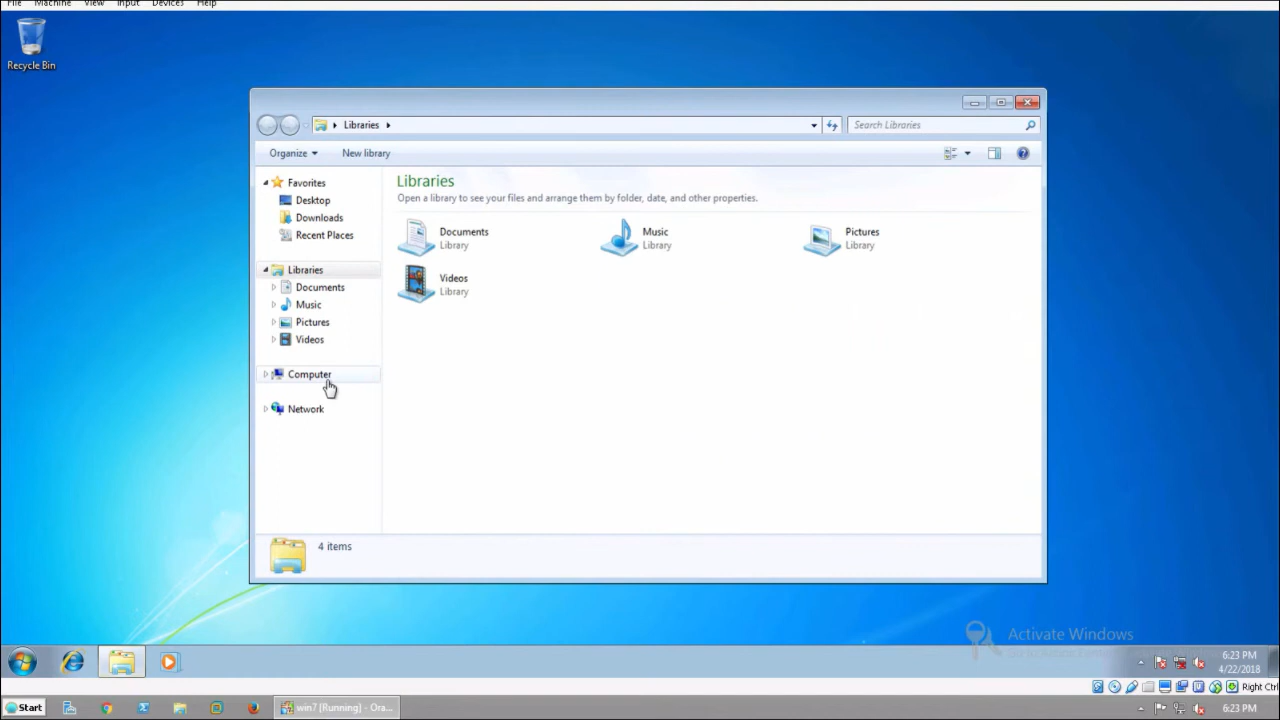 File Machine View Input Devices Help
Recycle Bin
Libraries
Search Libraries
Organize New library
Favorites
Desktop
Downloads
Recent Places
Libraries
Documents
Music
Pictures
Videos
Computer
Network
Libraries
Open a library to see your files and arrange them by folder, date, and other properties.
Documents
Library
Music
Library
Pictures
Library
Videos
Library
4 items
Activate Windows
6:23 PM
4/22/2018
Right Ctrl
Start
win7 [Running] - Ora...
6:23 PM